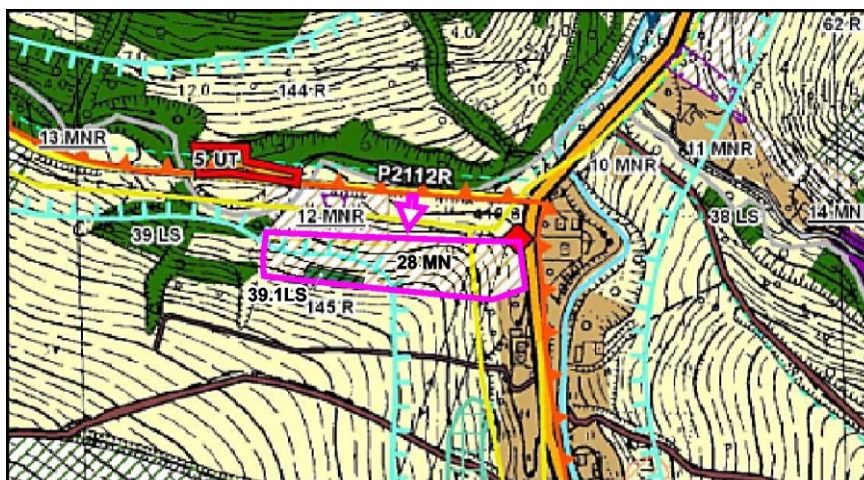 62 R
144 R
13 MNR
5 UT
P2112R
10 MNR
11 MNR
12 MNR
38 LS
14 MN
39 LS
28 MN
39.1LS
145 R